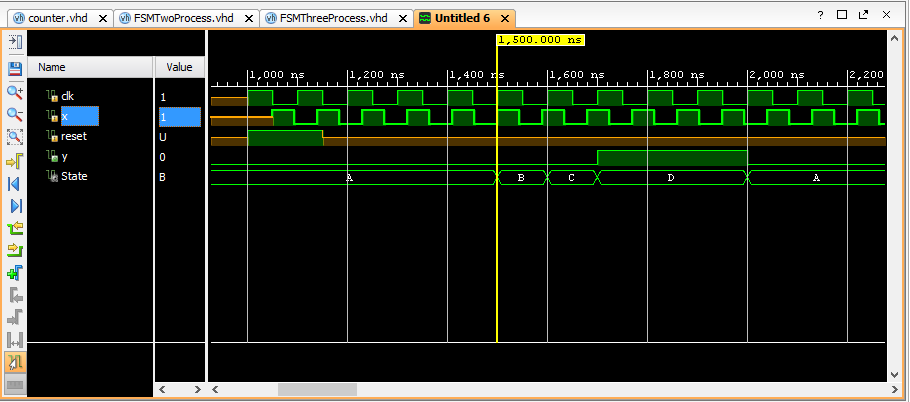 counter.vhd FSMTwoProcess.vhd FSMThreeProcess.vhd Untitled 6
1,500.000 ns
Name Value 1,000 ns 1,200 ns 1,400 ns 1,600 ns 1,800 ns 2,000 ns 2,200
clk 1
x 1
reset U
y 0
State B A B C D A